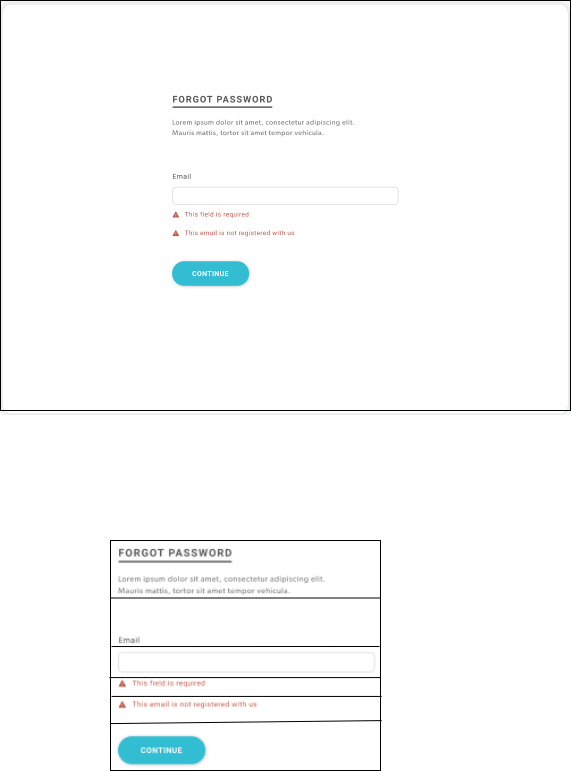 FORGOT PASSWORD
Lorem ipsum dolor sit amet, consectetur adipiscing elit.
Mauris mattis, tortor sit amet tempor vehicula.
Email
This field is required
This email is not registered with us
CONTINUE
FORGOT PASSWORD
Lorem ipsum dolor sit amet, consectetur adipiscing elit.
Mauris mattis, tortor sit amet tempor vehicula.
Email
This field is required
This email is not registered with us
CONTINUE